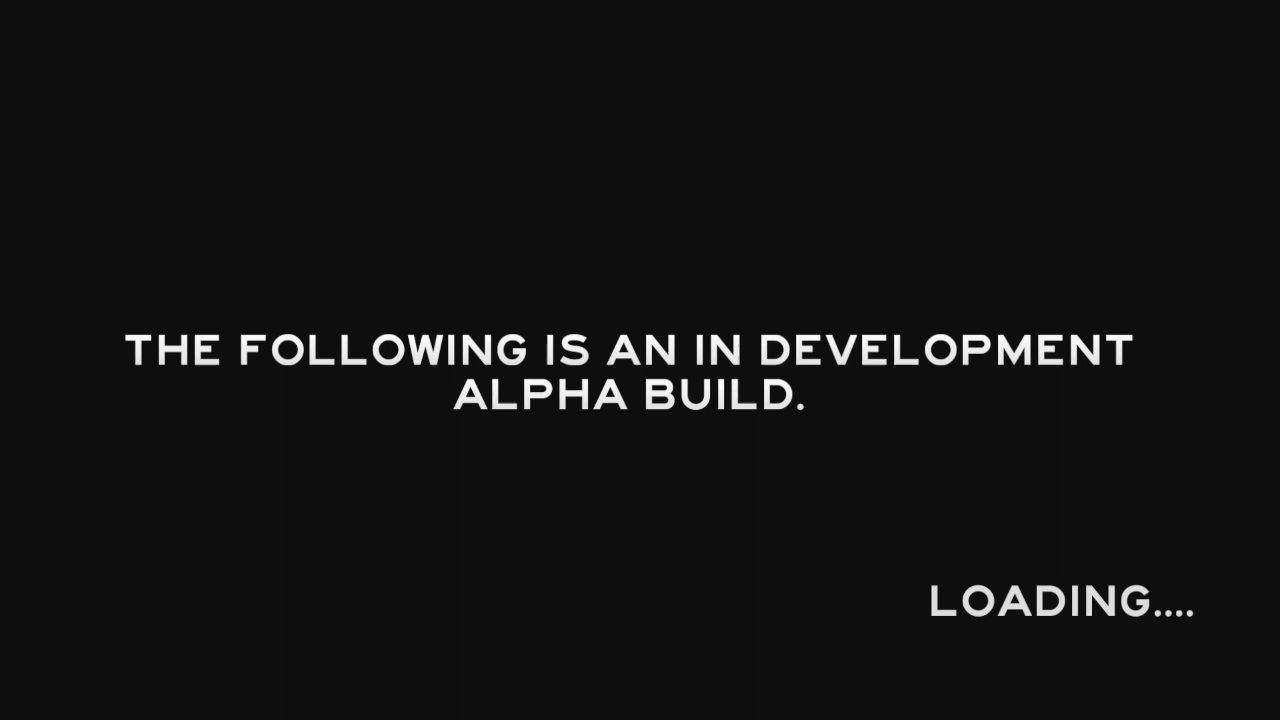 THE FOLLOWING IS AN IN DEVELOPMENT
ALPHA BUILD.
LOADING....